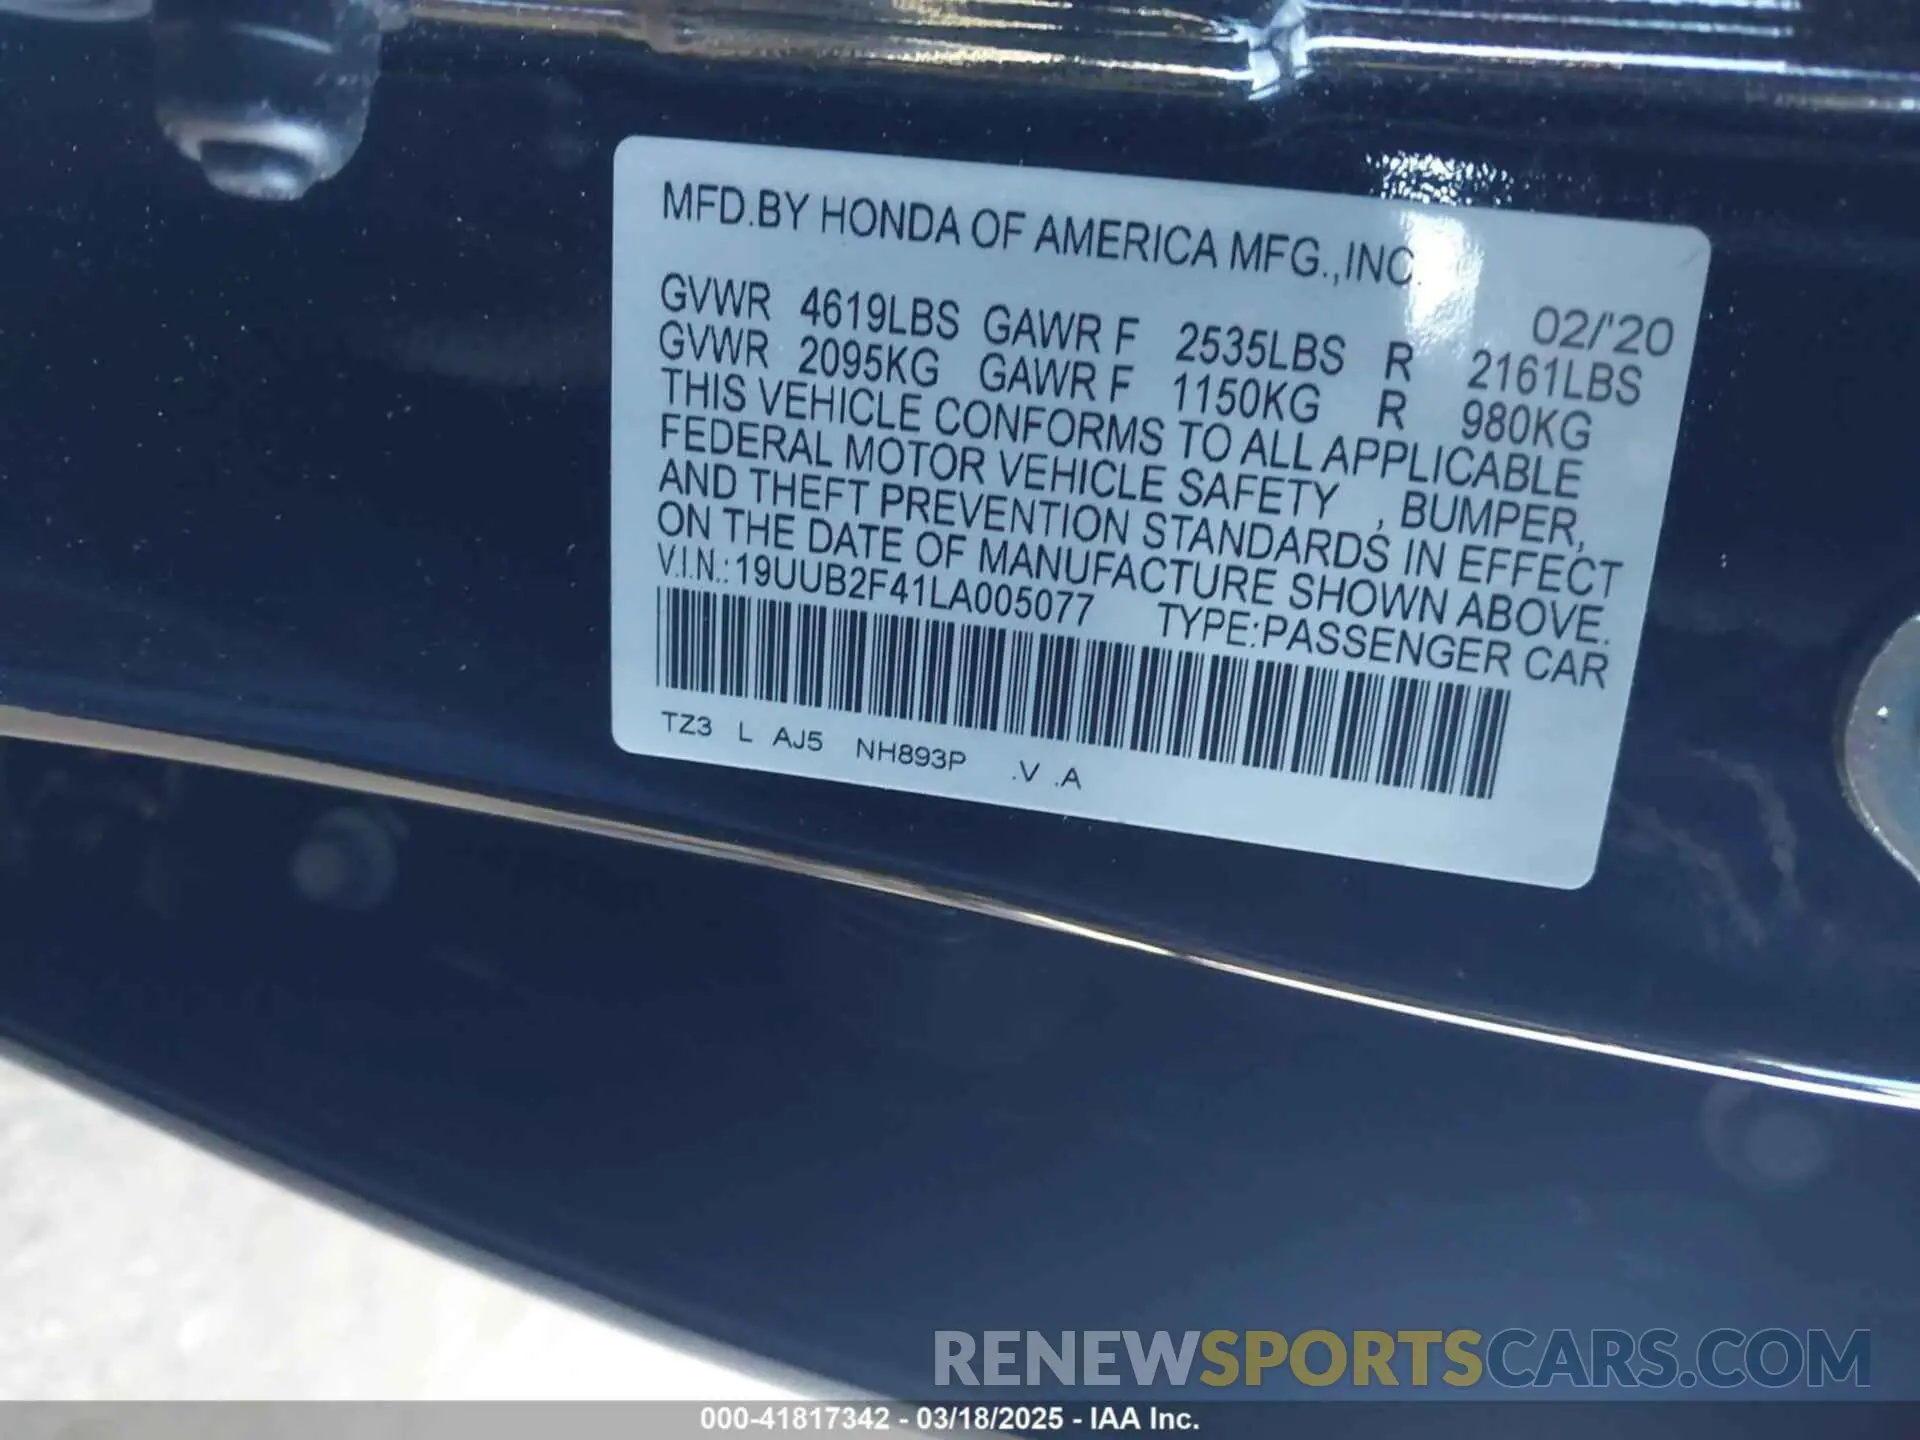 MFD.BY HONDA OF AMERICA MFG.,INC.
02/'20
GVWR 4619LBS GAWR F 2535LBS R 2161LBS
GVWR 2095KG GAWR F 1150KG R 980KG
THIS VEHICLE CONFORMS TO ALL APPLICABLE
FEDERAL MOTOR VEHICLE SAFETY , BUMPER,
AND THEFT PREVENTION STANDARDS IN EFFECT
ON THE DATE OF MANUFACTURE SHOWN ABOVE.
V.I.N.:19UUB2F41LA005077 TYPE:PASSENGER CAR
TZ3 L AJ5 NH893P .V .A
RENEWSPORTSCARS.COM
000-41817342 - 03/18/2025 - IAA Inc.